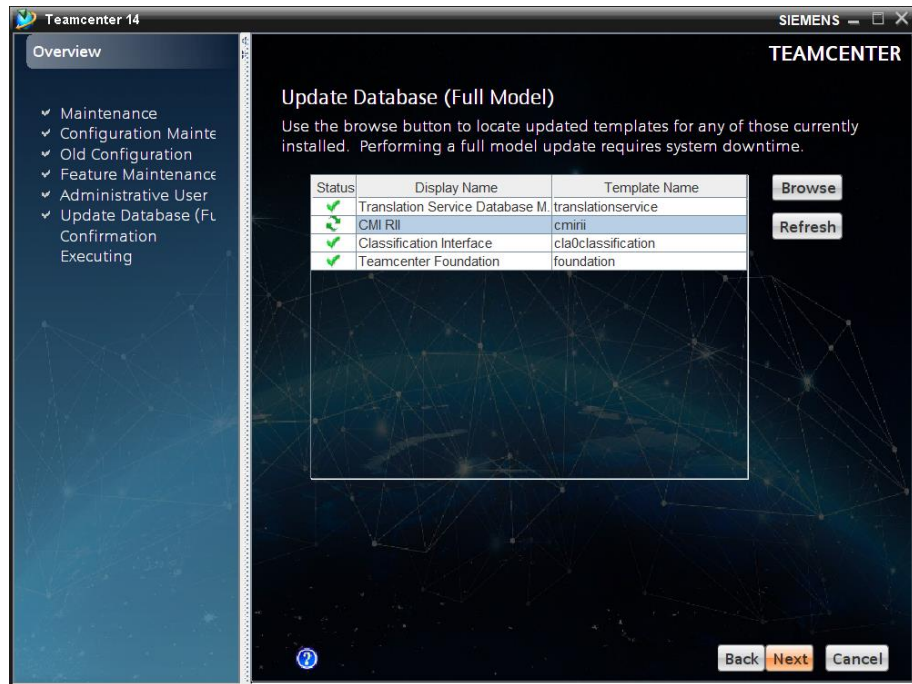 Teamcenter 14
SIEMENS
Overview
TEAMCENTER
Maintenance
Configuration Mainte
Old Configuration
Feature Maintenance
Administrative User
Update Database (Fu
Confirmation
Executing
Update Database (Full Model)
Use the browse button to locate updated templates for any of those currently
installed. Performing a full model update requires system downtime.
Status Display Name Template Name
Translation Service Database M. translationservice
CMI RII cmirii
Classification Interface cla0classification
Teamcenter Foundation foundation
Browse
Refresh
?
Back Next Cancel